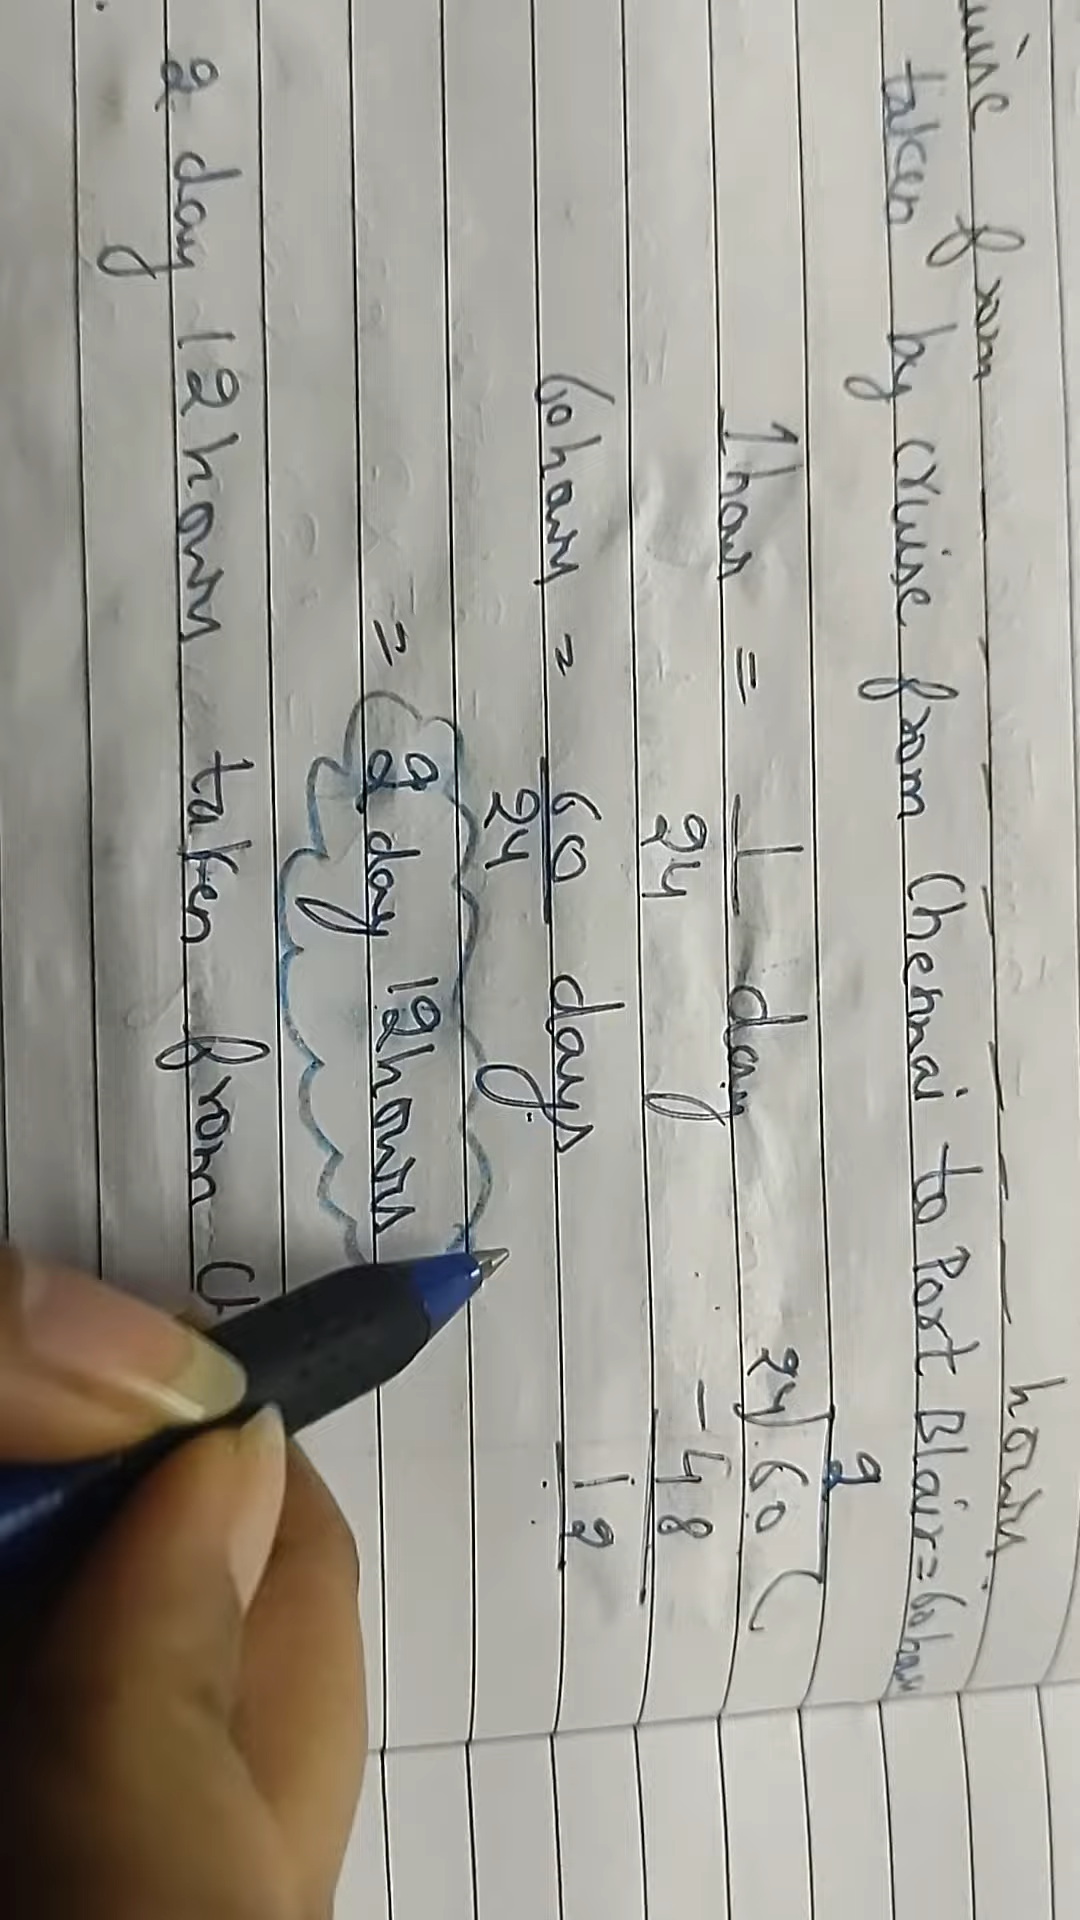 from hours.
taken by cruise from Chennai to Port Blair = 60 hours
1 hour = 1/24 day
2
24) 60 (
- 48
12
60 hours = 60/24 days
= 2 day 12 hours
2 day 12 hours taken from